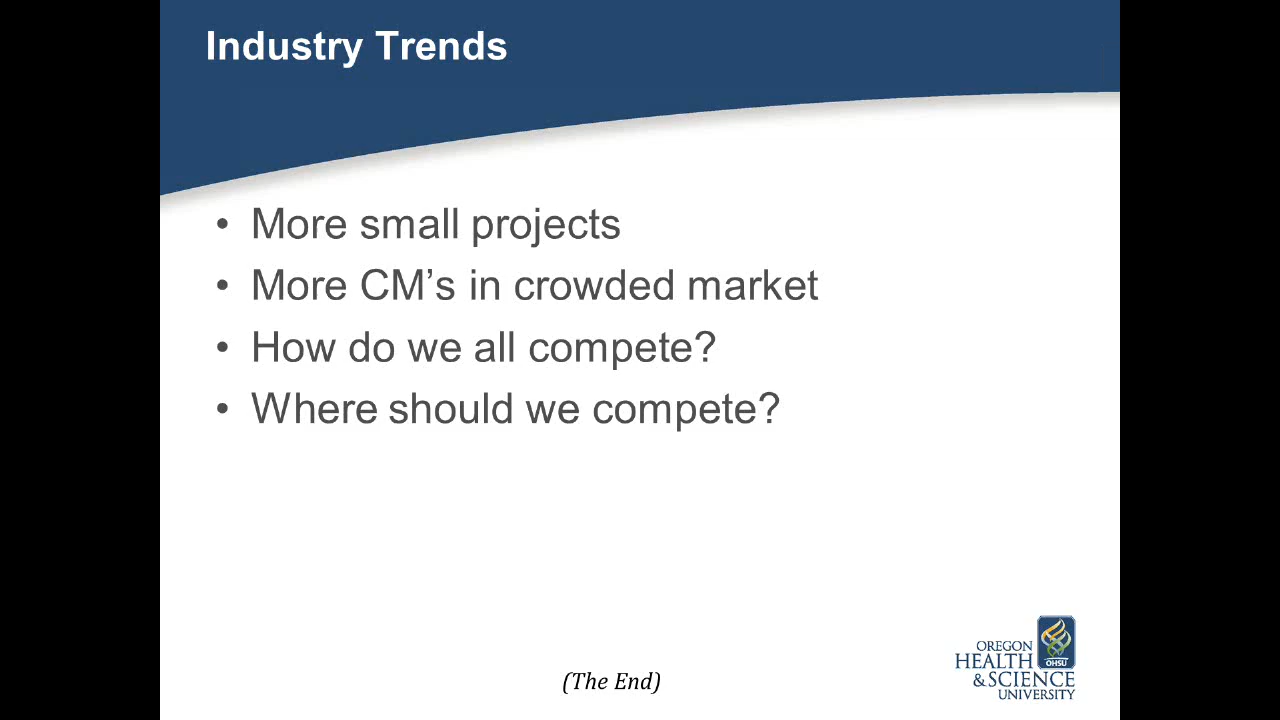 Industry Trends
• More small projects
• More CM’s in crowded market
• How do we all compete?
• Where should we compete?
(The End)
OHSU
OREGON
HEALTH
& SCIENCE
UNIVERSITY